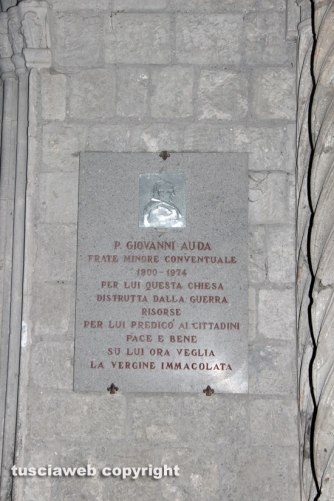 P. GIOVANNI AUDA
FRATE MINORE CONVENTUALE
1900 - 1974
PER LUI QUESTA CHIESA
DISTRUTTA DALLA GUERRA
RISORSE
PER LUI PREDICO' AI CITTADINI
PACE E BENE
SU LUI ORA VEGLIA
LA VERGINE IMMACOLATA
tusciaweb copyright